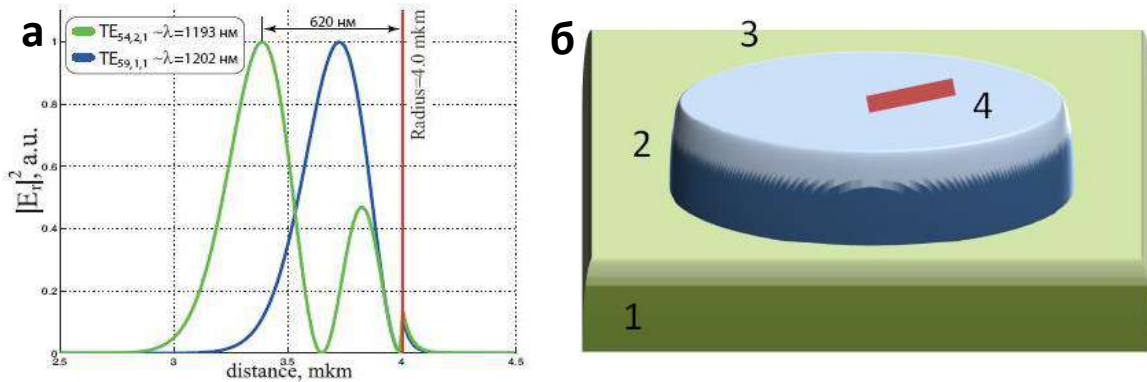 а
TE54,2,1 ~λ=1193 нм
TE59,1,1 ~λ=1202 нм
620 нм
Radius=4.0 mkm
|Er|², a.u.
1
0.8
0.6
0.4
0.2
0
2.5 3 3.5 4 4.5
distance, mkm
б
3
4
2
1